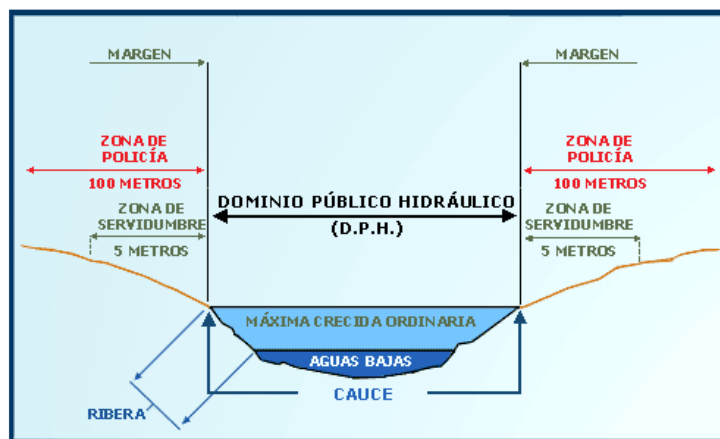 MARGEN
MARGEN
ZONA DE
POLICÍA
100 METROS
ZONA DE
POLICÍA
100 METROS
DOMINIO PÚBLICO HIDRÁULICO
(D.P.H.)
ZONA DE
SERVIDUMBRE
5 METROS
ZONA DE
SERVIDUMBRE
5 METROS
MÁXIMA CRECIDA ORDINARIA
AGUAS BAJAS
CAUCE
RIBERA